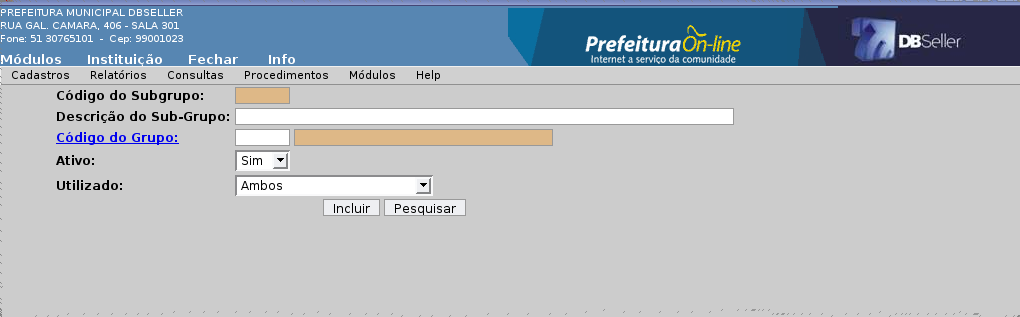 PREFEITURA MUNICIPAL DBSELLER
RUA GAL. CAMARA, 406 - SALA 301
Fone: 51 30765101 - Cep: 99001023
Prefeitura On-line
Internet a serviço da comunidade
DBSeller
Módulos Instituição Fechar Info
Cadastros Relatórios Consultas Procedimentos Módulos Help
Código do Subgrupo:
Descrição do Sub-Grupo:
Código do Grupo:
Ativo: Sim
Utilizado: Ambos
Incluir Pesquisar